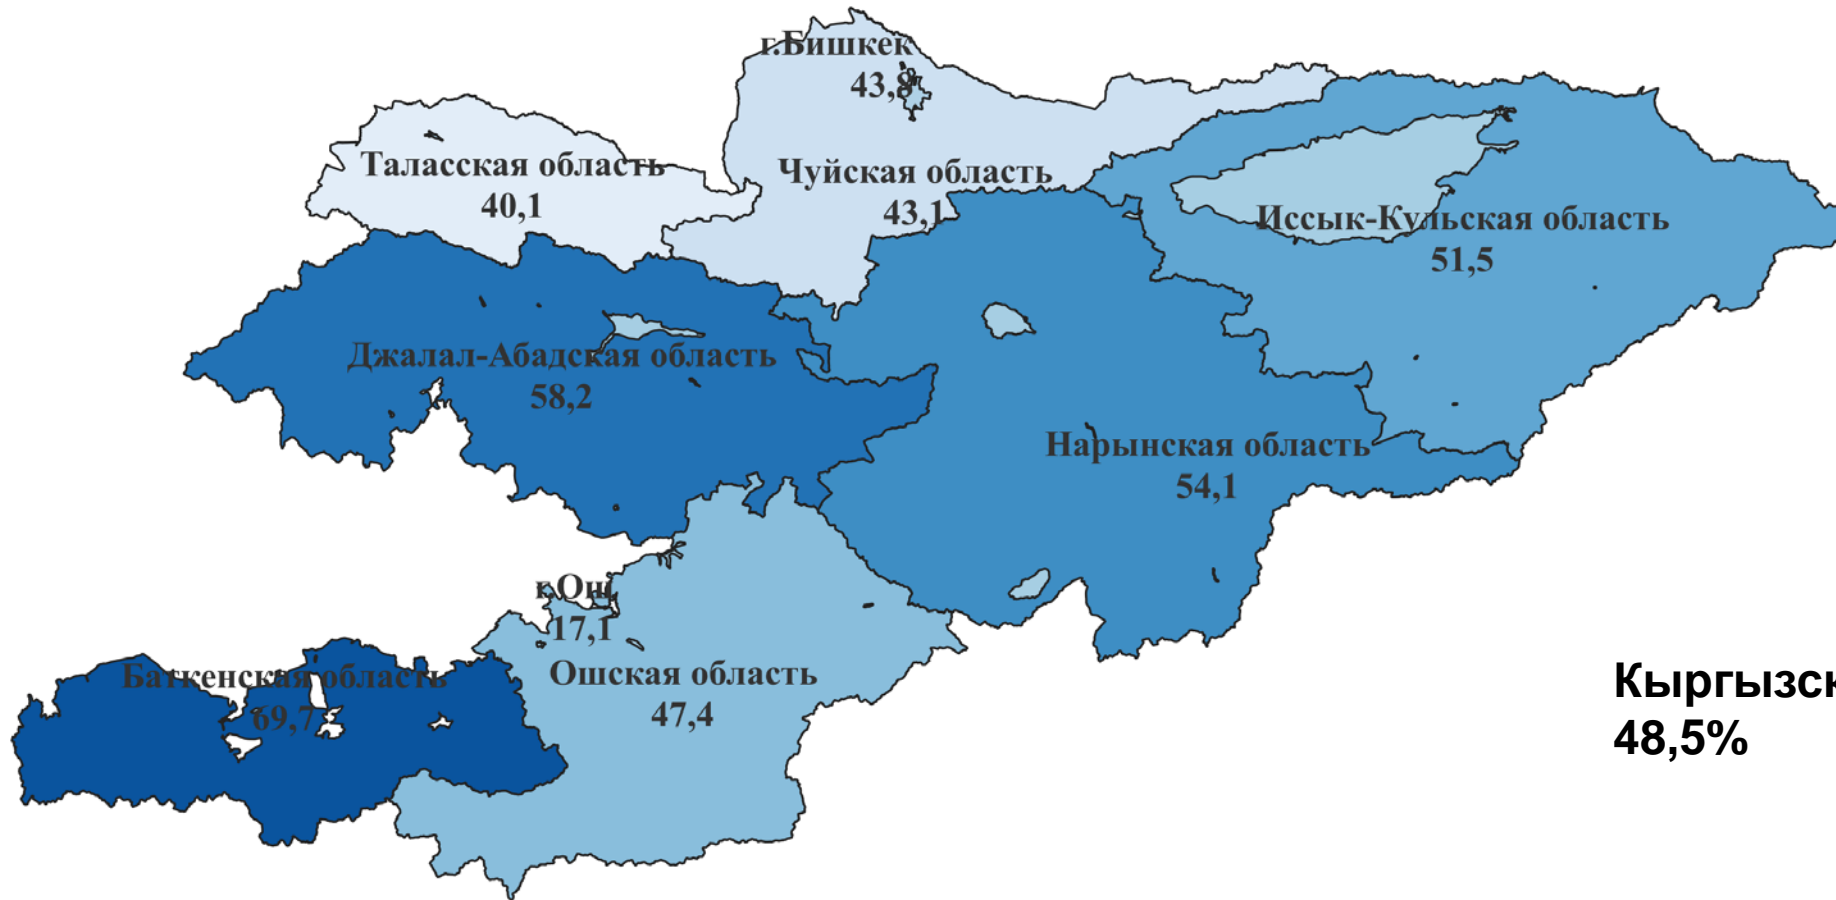 г.Бишкек
43,8
Таласская область
40,1
Чуйская область
43,1
Иссык-Кульская область
51,5
Джалал-Абадская область
58,2
Нарынская область
54,1
г.Ош
17,1
Баткенская область
69,7
Ошская область
47,4
Кыргызск
48,5%